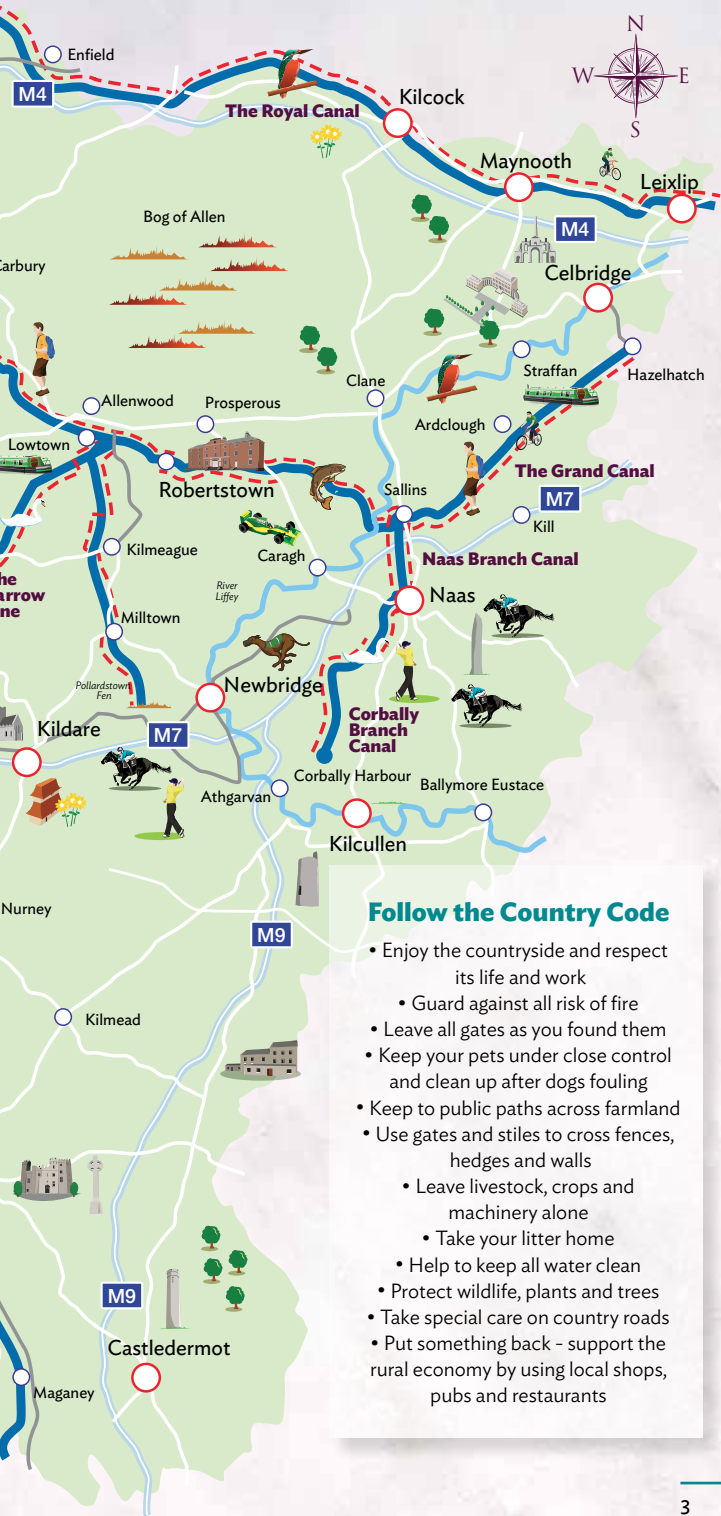 N
W E
S
Enfield
M4
The Royal Canal
Kilcock
Maynooth
Leixlip
M4
Bog of Allen
Carbury
Celbridge
Straffan
Hazelhatch
Clane
Allenwood
Prosperous
Ardclough
Lowtown
The Grand Canal
Robertstown
Sallins
M7
Kill
Kilmeague
Caragh
Naas Branch Canal
River
Liffey
Naas
Milltown
Pollardstown
Fen
Newbridge
Corbally
Branch
Canal
Kildare
M7
Corbally Harbour
Ballymore Eustace
Athgarvan
Kilcullen
Nurney
M9
Kilmead
M9
Castledermot
Maganey
Follow the Country Code
• Enjoy the countryside and respect
its life and work
• Guard against all risk of fire
• Leave all gates as you found them
• Keep your pets under close control
and clean up after dogs fouling
• Keep to public paths across farmland
• Use gates and stiles to cross fences,
hedges and walls
• Leave livestock, crops and
machinery alone
• Take your litter home
• Help to keep all water clean
• Protect wildlife, plants and trees
• Take special care on country roads
• Put something back – support the
rural economy by using local shops,
pubs and restaurants
3